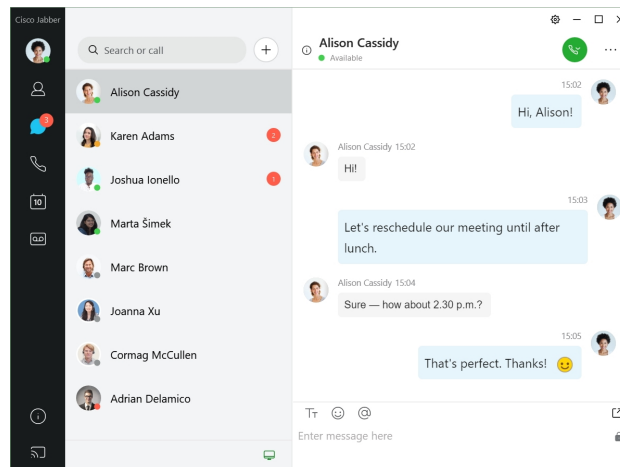 Cisco Jabber
3
10
Search or call
Alison Cassidy
Karen Adams
2
Joshua Ionello
1
Marta Šimek
Marc Brown
Joanna Xu
Cormag McCullen
Adrian Delamico
Alison Cassidy
Available
15:02
Hi, Alison!
Alison Cassidy 15:02
Hi!
15:03
Let's reschedule our meeting until after
lunch.
Alison Cassidy 15:04
Sure — how about 2.30 p.m.?
15:05
That's perfect. Thanks!
Tт
@
Enter message here